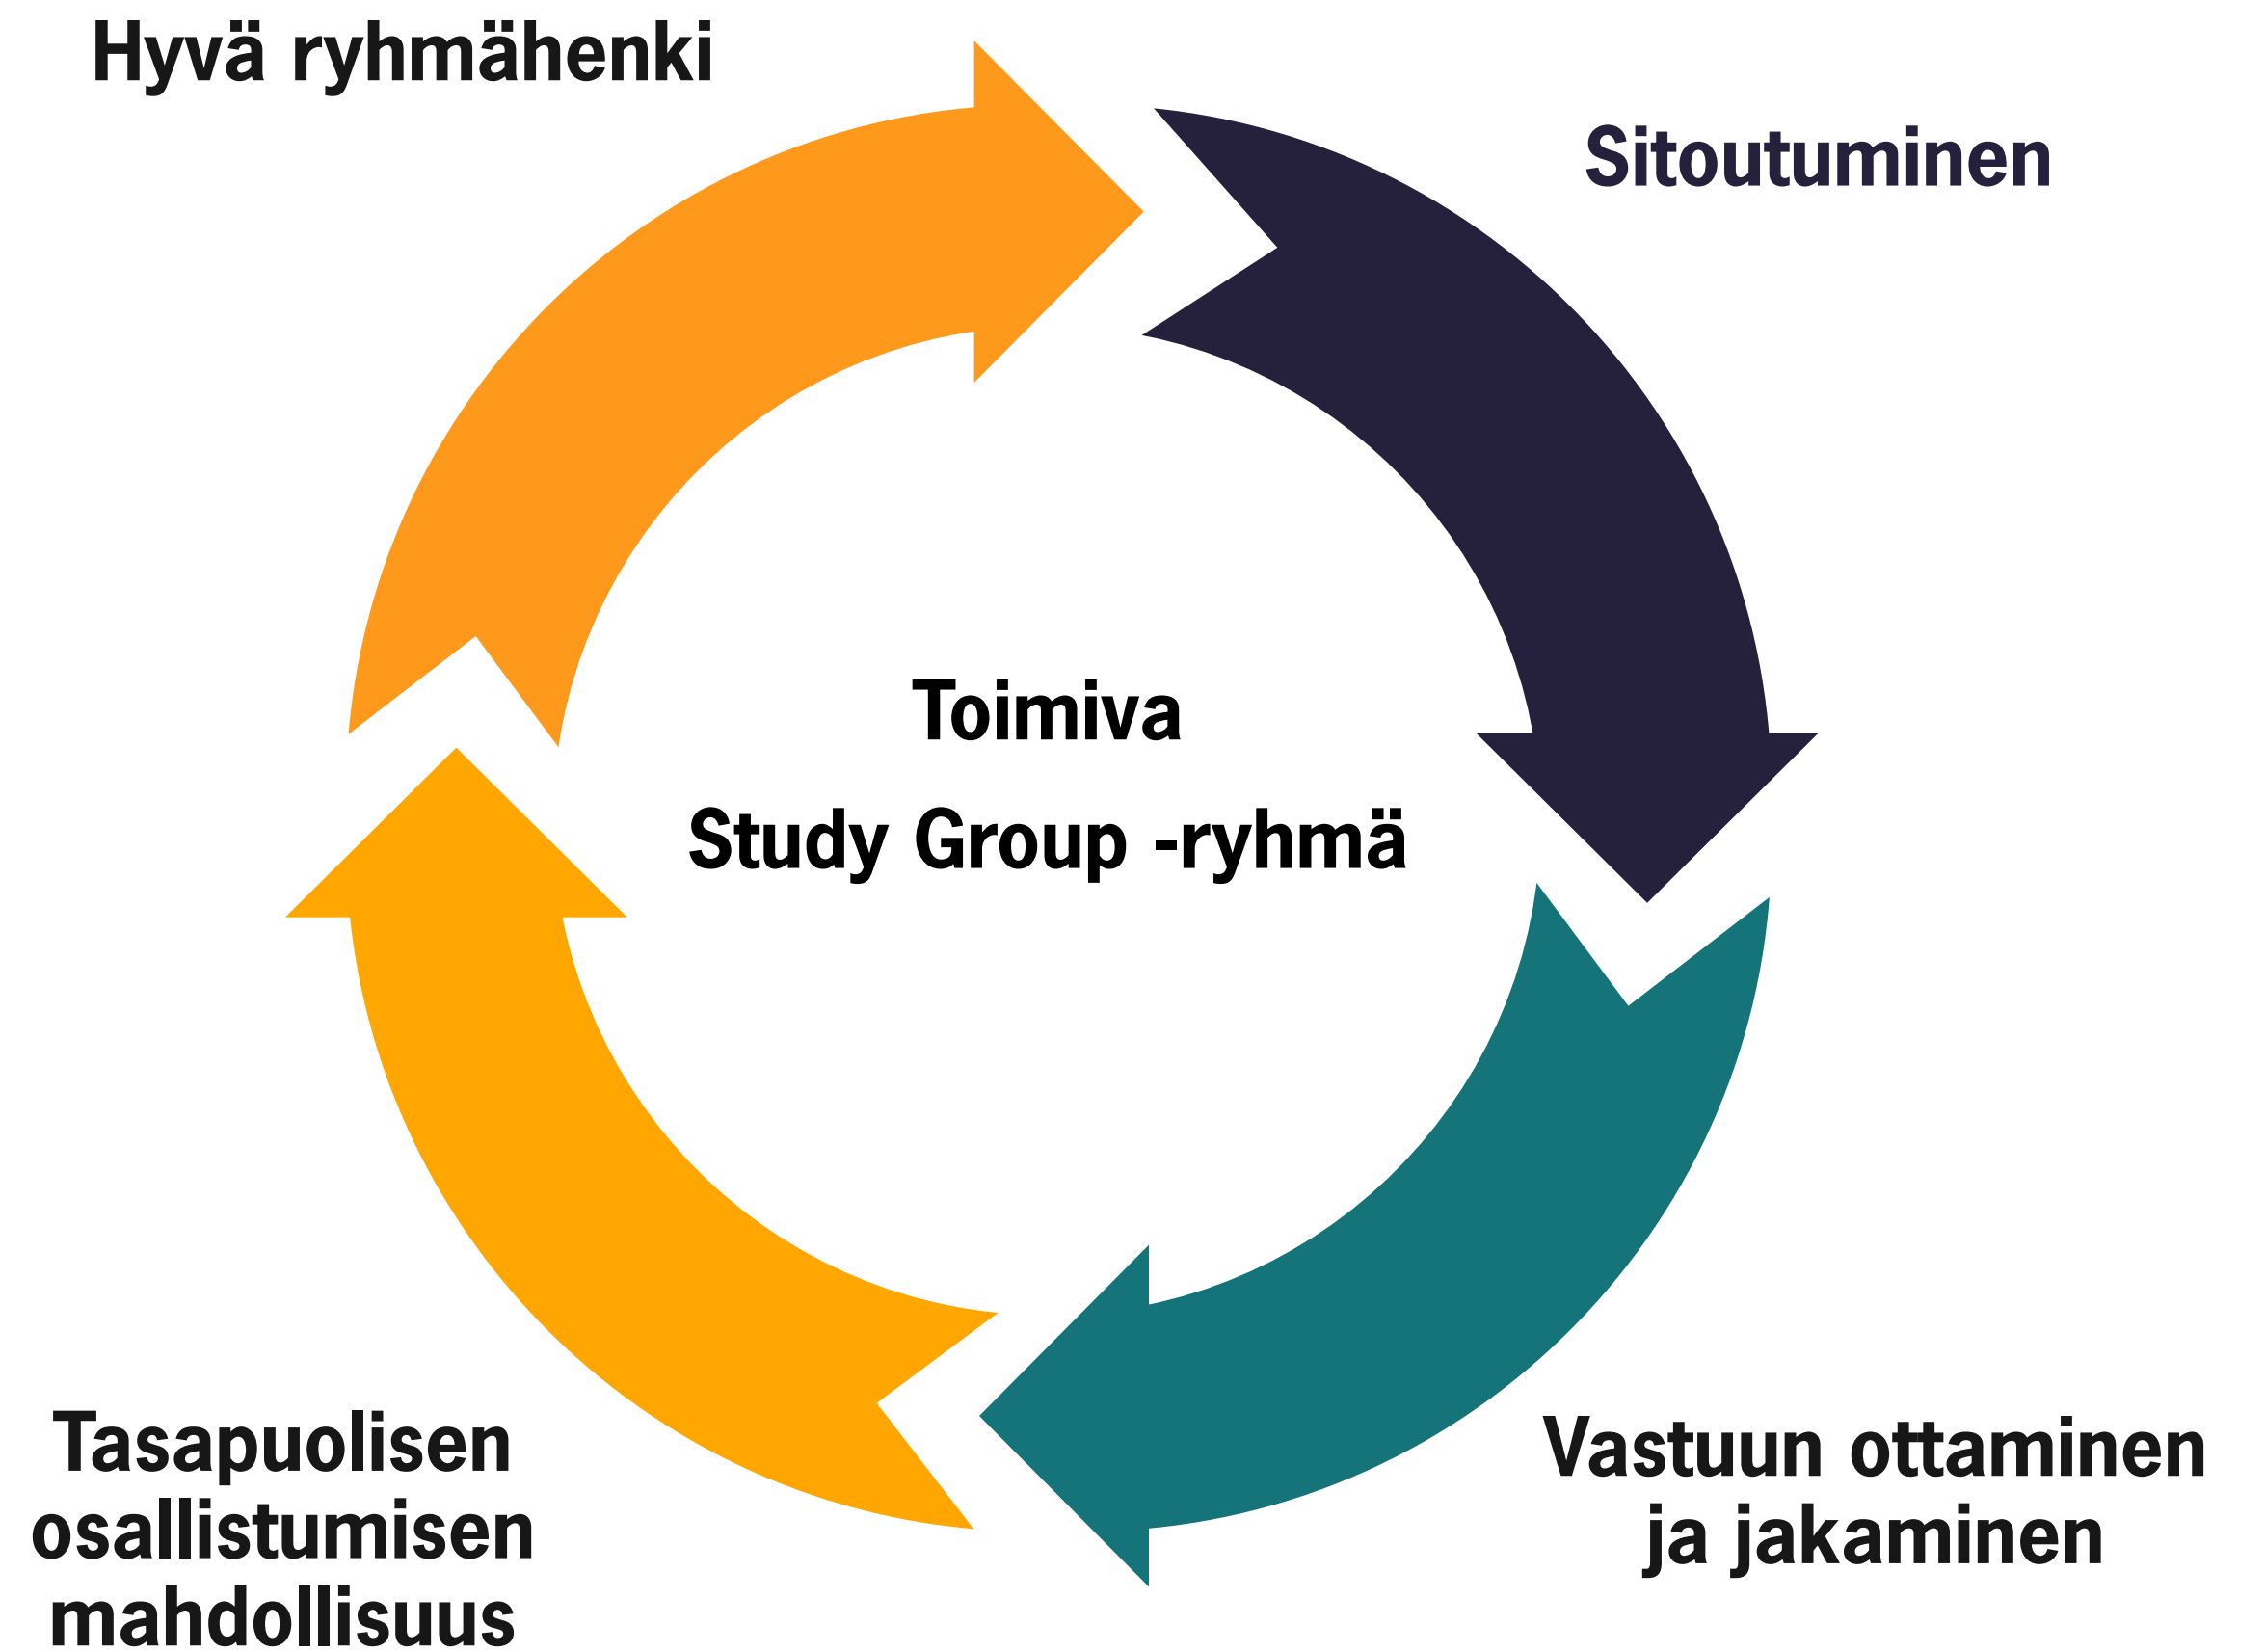 Hyvä ryhmähenki
Sitoutuminen
Toimiva
Study Group -ryhmä
Tasapuolisen
osallistumisen
mahdollisuus
Vastuun ottaminen
ja jakaminen